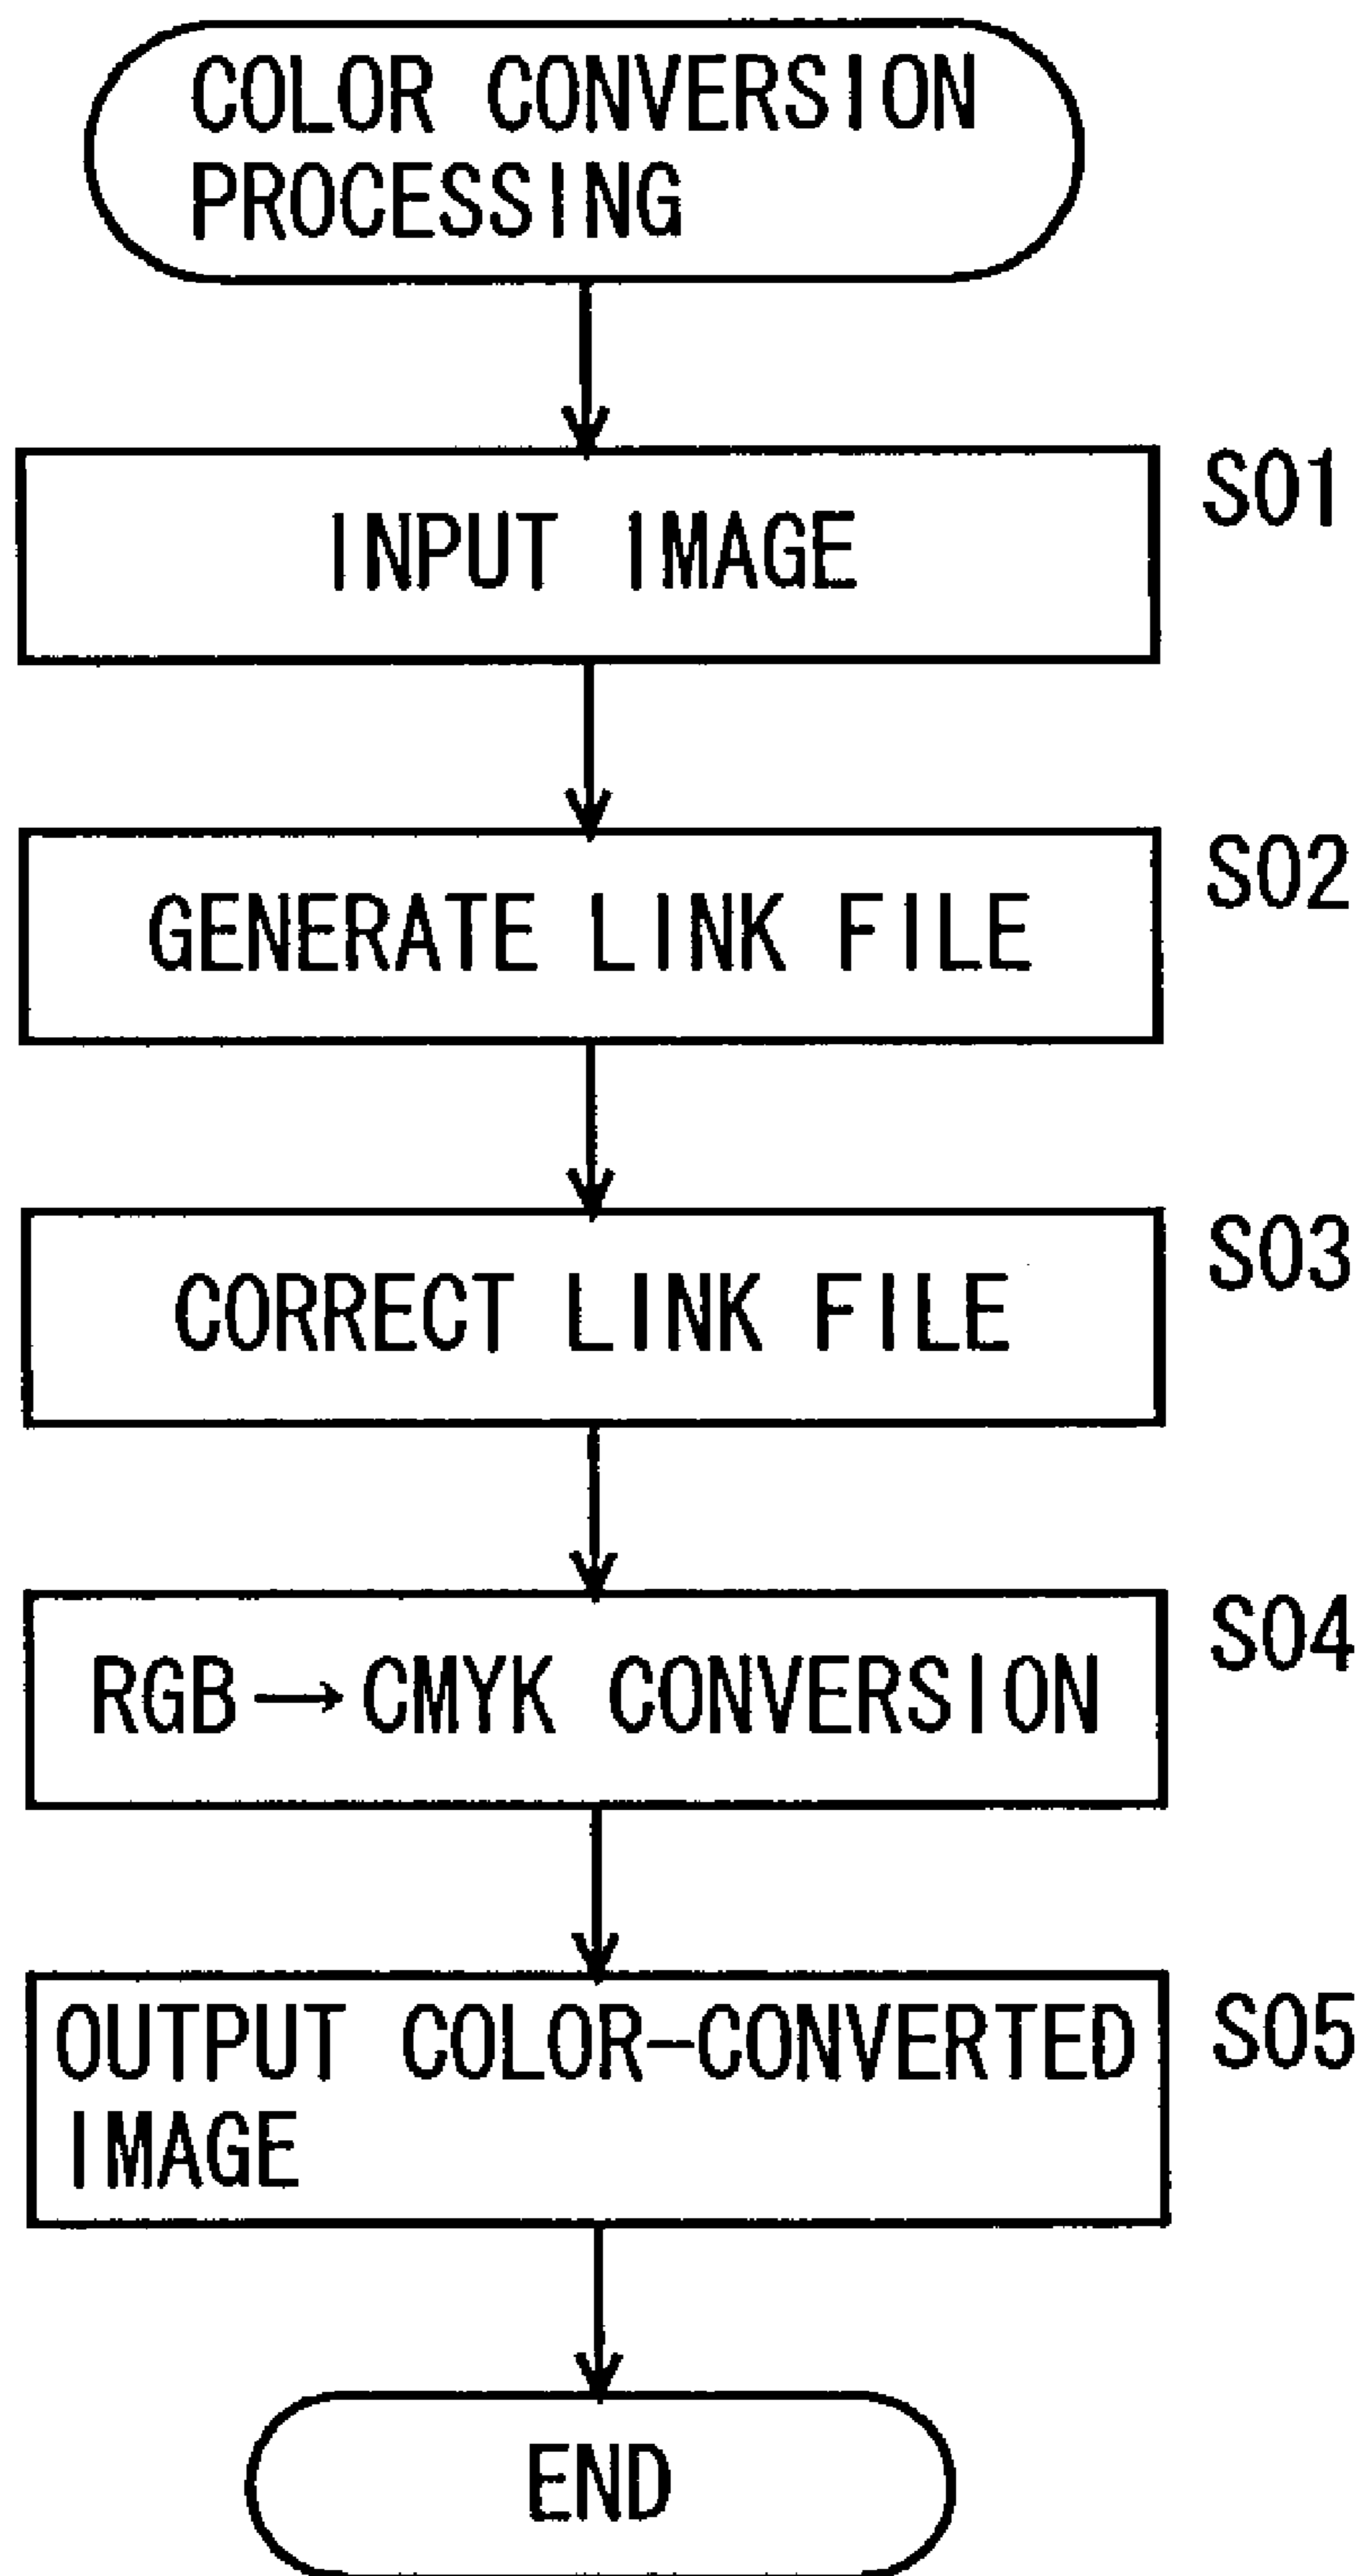 COLOR CONVERSION
PROCESSING
INPUT IMAGE
S01
GENERATE LINK FILE
S02
CORRECT LINK FILE
S03
RGB→CMYK CONVERSION
S04
OUTPUT COLOR-CONVERTED
IMAGE
S05
END